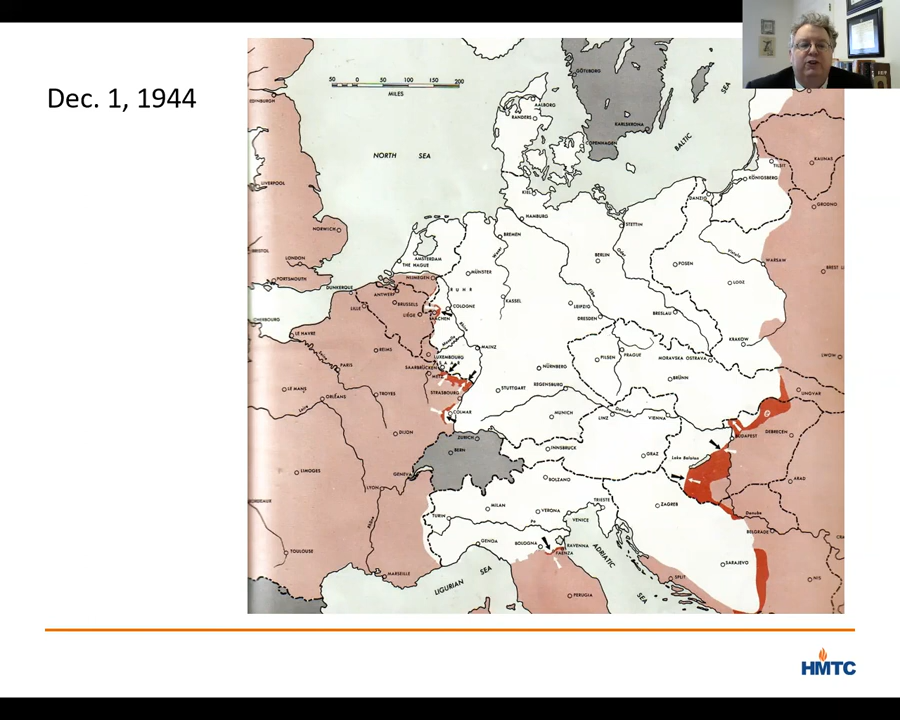 Dec. 1, 1944
50 0 50 100 150 200
MILES
GÖTEBORG
EDINBURGH
AALBORG
RANDERS
KARLSKRONA
COPENHAGEN
BALTIC
SEA
NORTH SEA
TILSIT
KAUNAS
LIVERPOOL
KÖNIGSBERG
KIEL
DANZIG
GRODNO
HAMBURG
STETTIN
NORWICH
BREMEN
BRISTOL
LONDON
AMSTERDAM
THE HAGUE
BERLIN
POSEN
WARSAW
PORTSMOUTH
NIJMEGEN
MÜNSTER
BREST
DUNKERQUE
ANTWERP
RUHR
LODZ
LILLE
BRUSSELS
COLOGNE
KASSEL
LEIPZIG
LIÉGE
AACHEN
DRESDEN
BRESLAU
LE HAVRE
REIMS
MAINZ
KRAKOW
LUXEMBOURG
PILSEN
PRAGUE
MORAVSKA OSTRAVA
LWOW
PARIS
SAARBRÜCKEN
METZ
NÜRNBERG
BRÜNN
LE MANS
ORLÉANS
TROYES
STRASBOURG
STUTTGART
REGENSBURG
UNGVAR
Loire
COLMAR
MUNICH
LINZ
Danube
VIENNA
DIJON
ZURICH
BUDAPEST
DEBRECEN
BERN
INNSBRUCK
GRAZ
Lake Balaton
LIMOGES
GENEVA
BOLZANO
ARAD
LYON
TRIESTE
BORDEAUX
MILAN
VERONA
VENICE
ZAGREB
TURIN
Po
Danube
Rhône
GENOA
BOLOGNA
RAVENNA
BELGRADE
TOULOUSE
FAENZA
ADRIATIC
SARAJEVO
MARSEILLE
LIGURIAN SEA
SPLIT
NIS
PERUGIA
SEA
HMTC